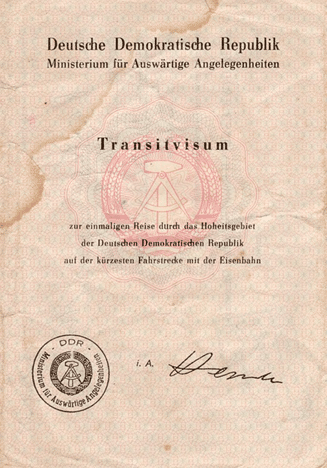 Deutsche Demokratische Republik
Ministerium für Auswärtige Angelegenheiten
Transitvisum
zur einmaligen Reise durch das Hoheitsgebiet
der Deutschen Demokratischen Republik
auf der kürzesten Fahrstrecke mit der Eisenbahn
i. A.
· DDR ·
Ministerium für Auswärtige Angelegenheiten